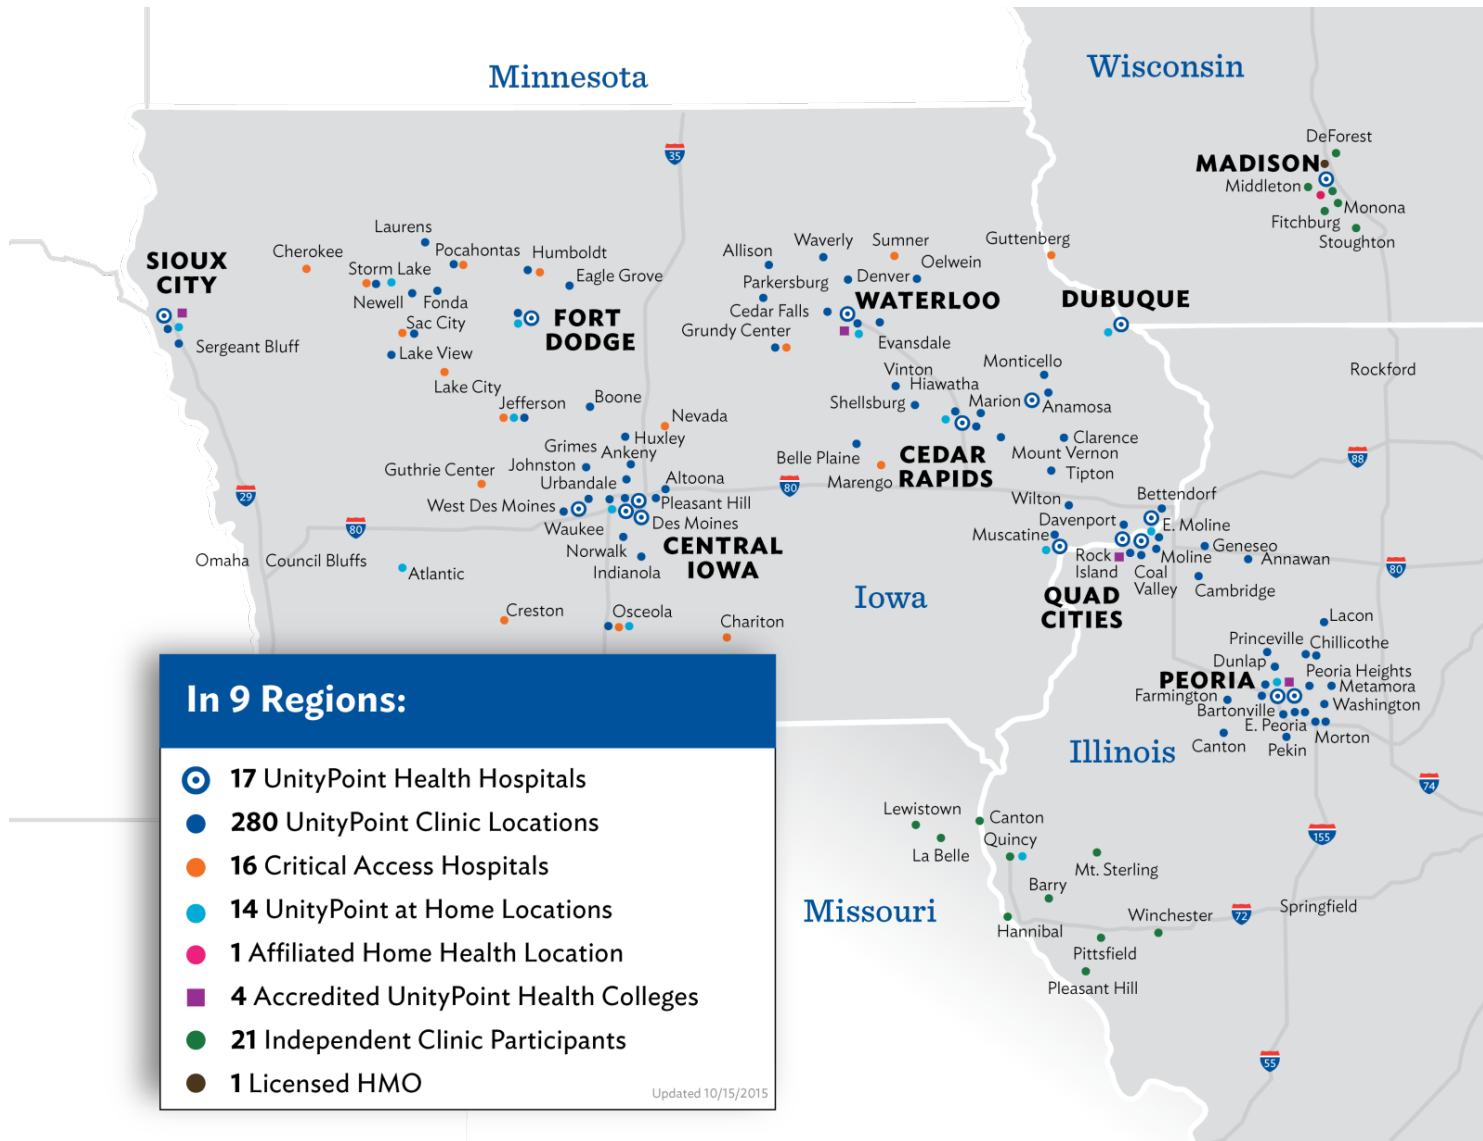 Minnesota
Wisconsin
DeForest
MADISON
Middleton
Monona
Fitchburg
Stoughton
35
Laurens
Cherokee
Pocahontas
Humboldt
Storm Lake
Eagle Grove
Newell
Fonda
SIOUX
CITY
Sac City
FORT
DODGE
Sergeant Bluff
Lake View
Lake City
Jefferson
Boone
Nevada
Allison
Waverly
Sumner
Oelwein
Guttenberg
Parkersburg
Denver
WATERLOO
DUBUQUE
Cedar Falls
Grundy Center
Evansdale
Monticello
Vinton
Hiawatha
Rockford
Shellsburg
Marion
Anamosa
Huxley
Grimes
Ankeny
Johnston
Guthrie Center
Urbandale
Altoona
West Des Moines
Pleasant Hill
Waukee
Des Moines
Norwalk
CENTRAL
IOWA
Indianola
Belle Plaine
CEDAR
RAPIDS
Marengo
Clarence
Mount Vernon
Tipton
88
29
80
80
Wilton
Bettendorf
Davenport
E. Moline
Muscatine
Geneseo
Rock
Island
Moline
Annawan
Coal
Valley
Cambridge
80
Omaha
Council Bluffs
Atlantic
Iowa
QUAD
CITIES
Creston
Osceola
Chariton
Lacon
Princeville
Chillicothe
Dunlap
Peoria Heights
PEORIA
Metamora
Farmington
Washington
Bartonville
E. Peoria
Morton
Canton
Pekin
Illinois
74
155
Lewistown
Canton
La Belle
Quincy
Mt. Sterling
Barry
Missouri
Winchester
72
Springfield
Hannibal
Pittsfield
Pleasant Hill
55
In 9 Regions:
17 UnityPoint Health Hospitals
280 UnityPoint Clinic Locations
16 Critical Access Hospitals
14 UnityPoint at Home Locations
1 Affiliated Home Health Location
4 Accredited UnityPoint Health Colleges
21 Independent Clinic Participants
1 Licensed HMO
Updated 10/15/2015